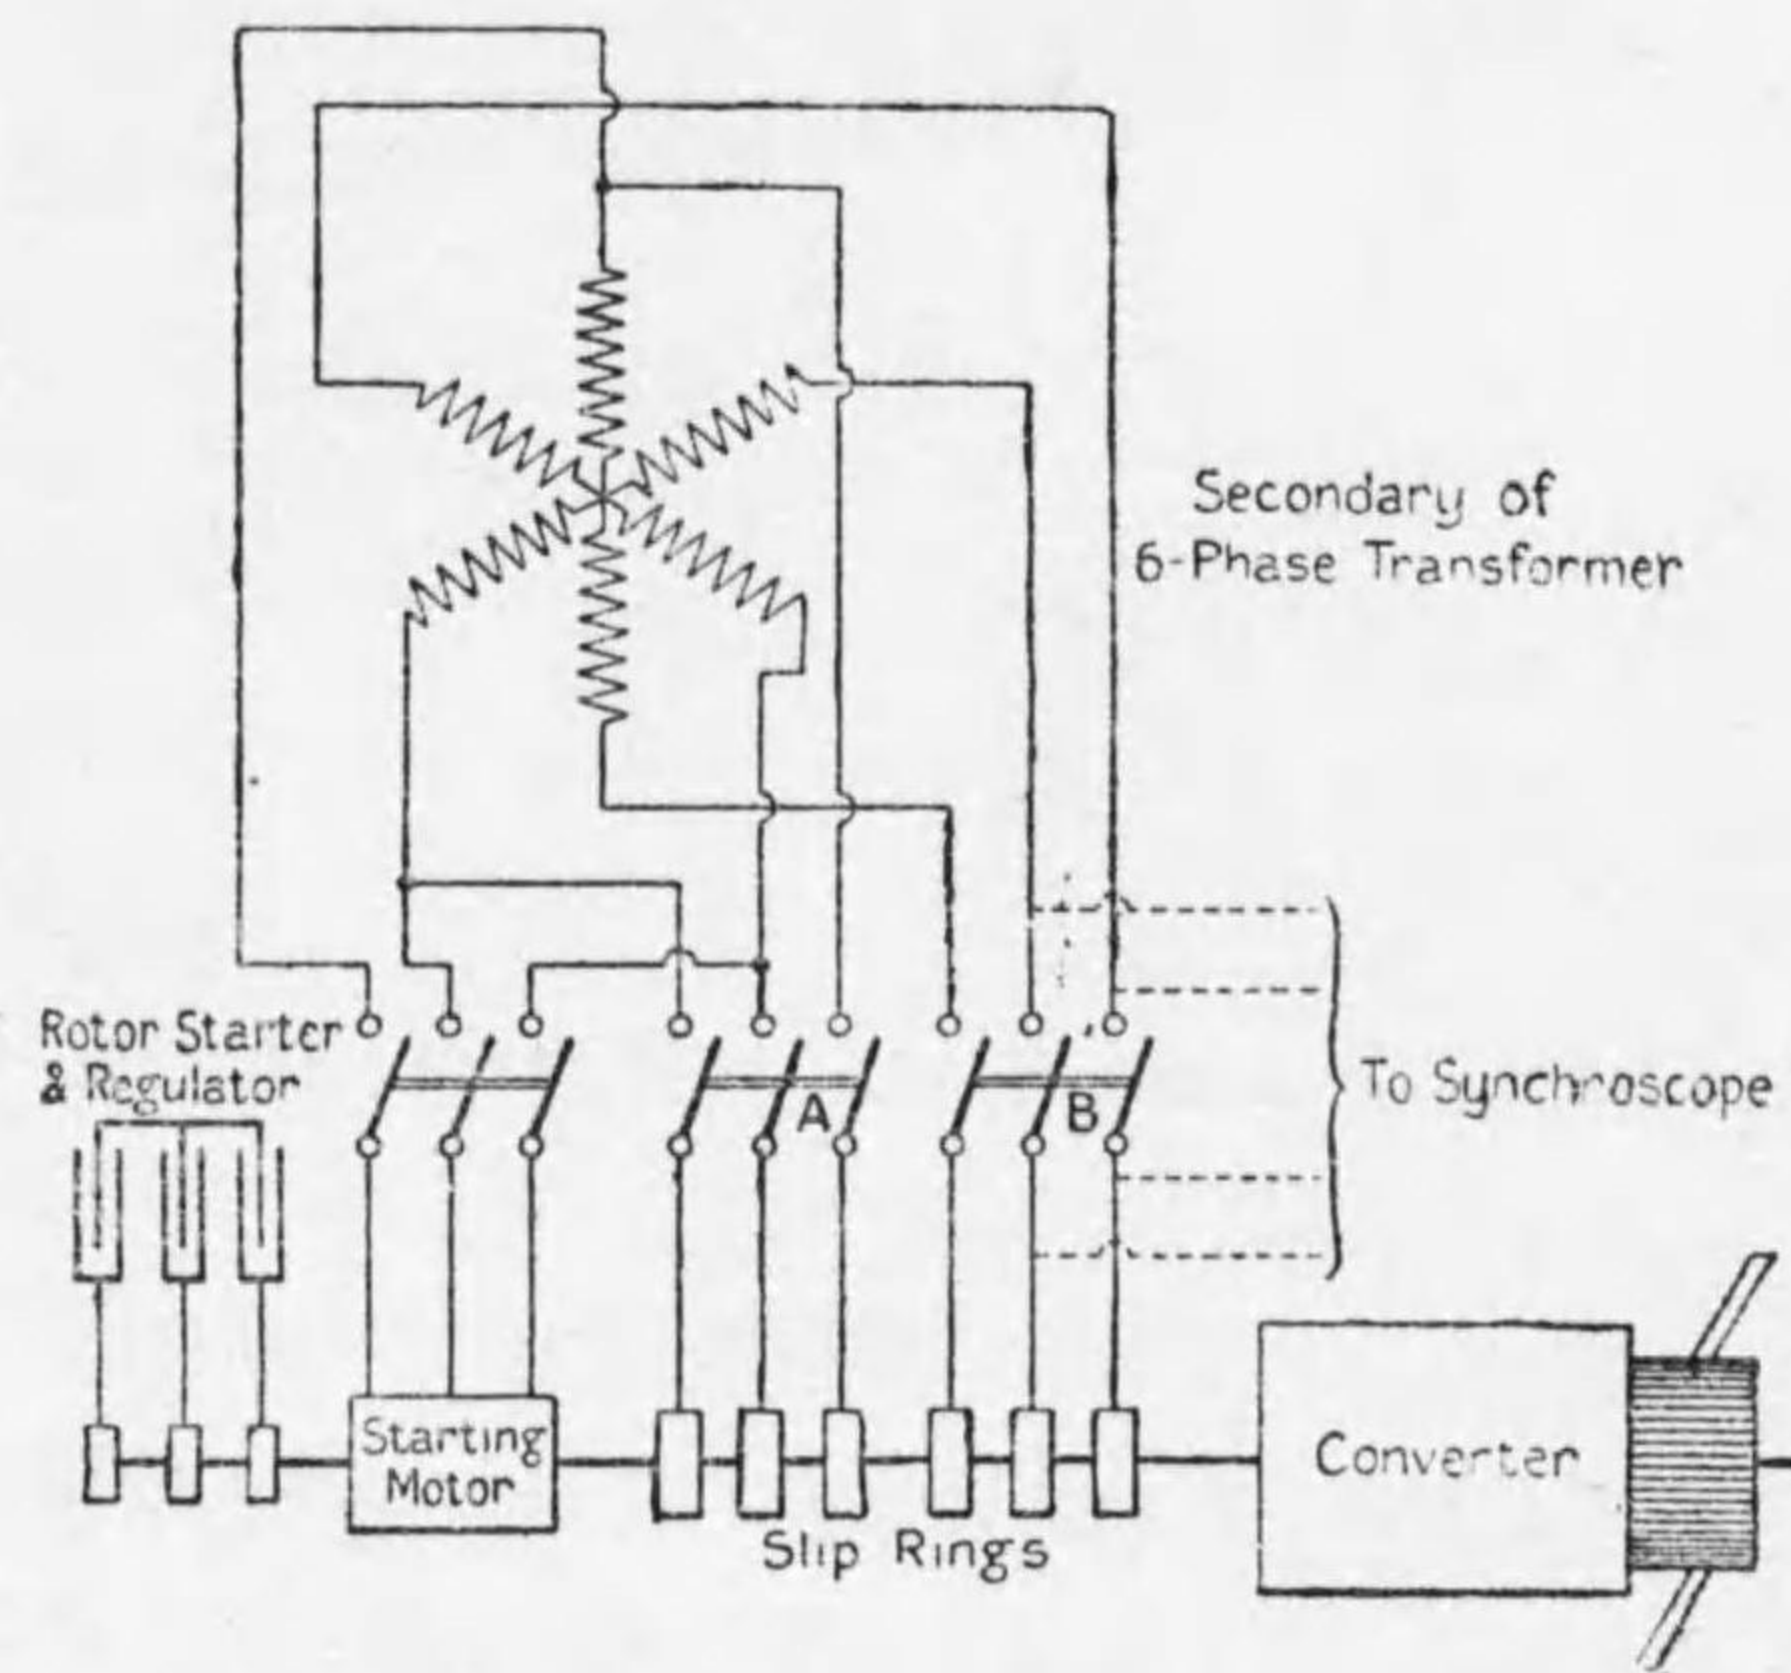 Secondary of
6-Phase Transformer
Rotor Starter
& Regulator
A
B
To Synchroscope
Starting
Motor
Converter
Slip Rings